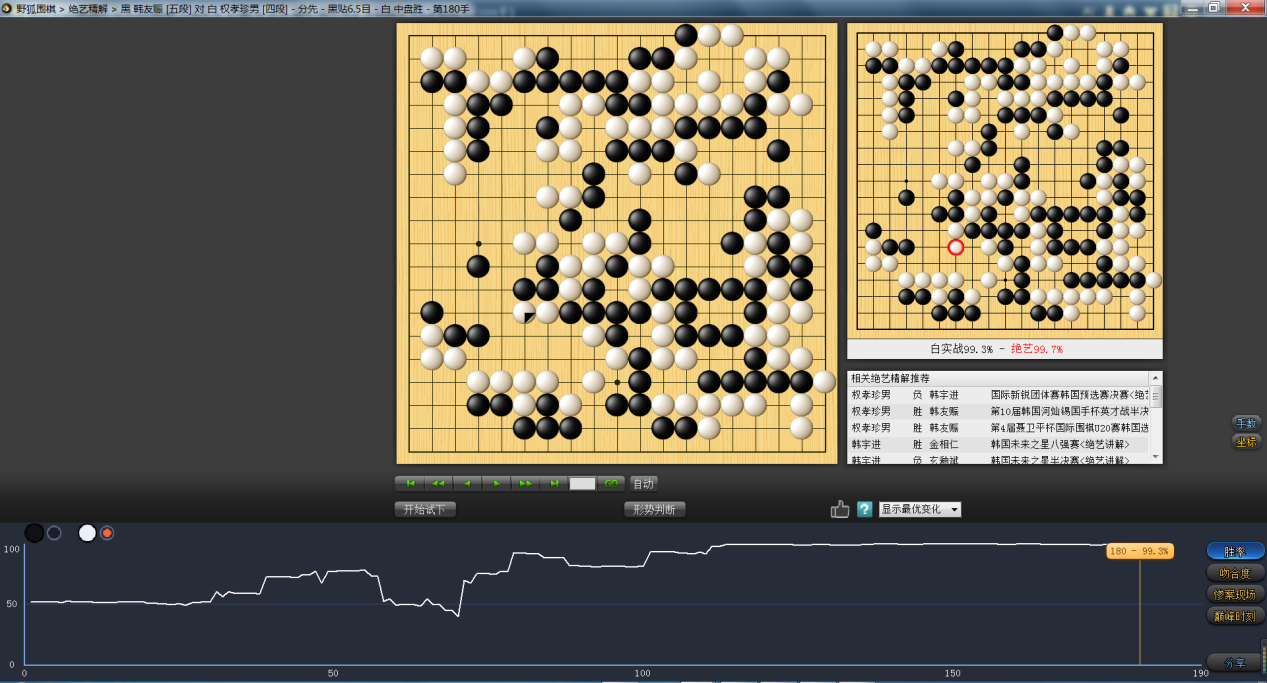 野狐围棋 > 绝艺精解 > 黑 韩友赈 [五段] 对 白 权孝珍男 [四段] - 分先 - 黑贴6.5目 - 白 中盘胜 - 第180手
白实战99.3% - 绝艺99.7%
相关绝艺精解推荐
权孝珍男 负 韩宇进 国际新锐团体赛韩国预选赛决赛<绝艺
权孝珍男 胜 韩友赈 第10届韩国河灿锡国手杯英才战半决
权孝珍男 胜 韩友赈 第4届聂卫平杯国际围棋U20赛韩国选
韩宇进 胜 金相仁 韩国未来之星八强赛<绝艺讲解>
韩宇进 负 玄勉斌 韩国未来之星半决赛<绝艺讲解>
手数
坐标
GO 自动
开始试下 形势判断 ? 显示最优变化
100
50
0
180 - 99.3%
胜率
吻合度
惨案现场
巅峰时刻
分享
0 50 100 150 190